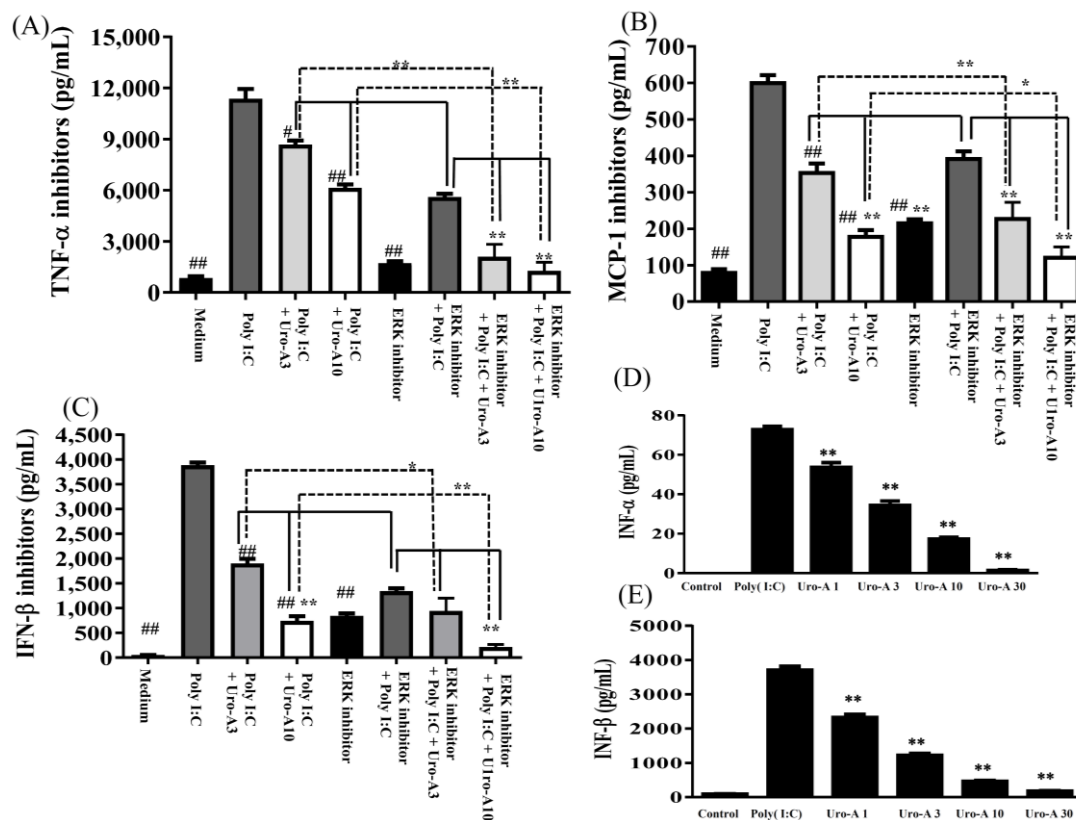 (A)
TNF-α inhibitors (pg/mL)
15,000
12,000
9,000
6,000
3,000
0
##
#
##
##
**
**
**
**
Medium
Poly I:C
Poly I:C
+ Uro-A3
Poly I:C
+ Uro-A10
ERK inhibitor
ERK inhibitor
+ Poly I:C
ERK inhibitor
+ Poly I:C + Uro-A3
ERK inhibitor
+ Poly I:C + U1ro-A10
(B)
MCP-1 inhibitors (pg/mL)
700
600
500
400
300
200
100
0
##
##
## **
## **
**
*
**
**
Medium
Poly I:C
Poly I:C
+ Uro-A3
Poly I:C
+ Uro-A10
ERK inhibitor
ERK inhibitor
+ Poly I:C
ERK inhibitor
+ Poly I:C + Uro-A3
ERK inhibitor
+ Poly I:C + U1ro-A10
(C)
IFN-β inhibitors (pg/mL)
4,500
4,000
3,500
3,000
2,500
2,000
1,500
1,000
500
0
##
##
## **
##
*
**
**
Medium
Poly I:C
Poly I:C
+ Uro-A3
Poly I:C
+ Uro-A10
ERK inhibitor
ERK inhibitor
+ Poly I:C
ERK inhibitor
+ Poly I:C + Uro-A3
ERK inhibitor
+ Poly I:C + U1ro-A10
(D)
INF-α (pg/mL)
80
60
40
20
0
**
**
**
**
Control
Poly( I:C)
Uro-A 1
Uro-A 3
Uro-A 10
Uro-A 30
(E)
INF-β (pg/mL)
5000
4000
3000
2000
1000
0
**
**
**
**
Control
Poly( I:C)
Uro-A 1
Uro-A 3
Uro-A 10
Uro-A 30